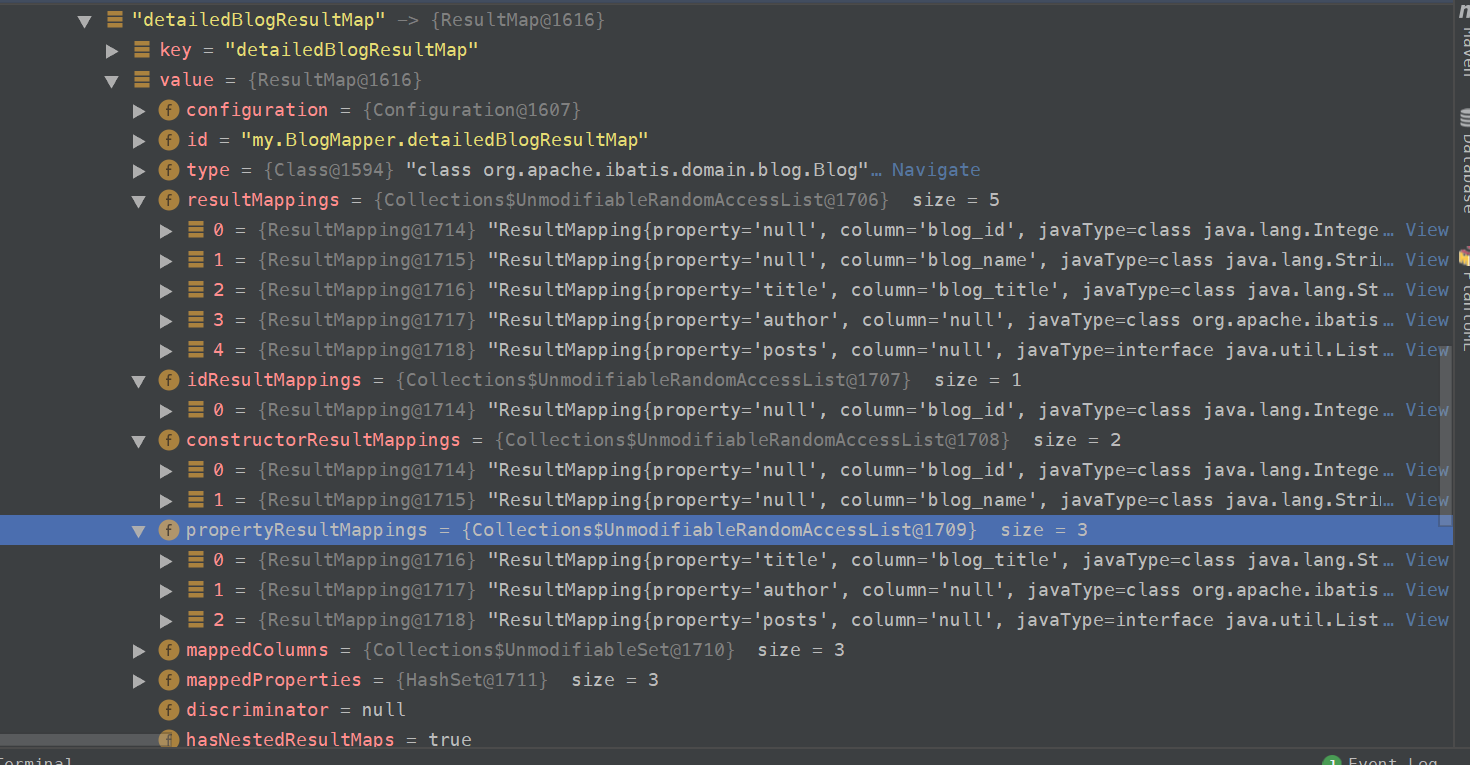 "detailedBlogResultMap" -> {ResultMap@1616}
key = "detailedBlogResultMap"
value = {ResultMap@1616}
f configuration = {Configuration@1607}
f id = "my.BlogMapper.detailedBlogResultMap"
f type = {Class@1594} "class org.apache.ibatis.domain.blog.Blog"… Navigate
f resultMappings = {Collections$UnmodifiableRandomAccessList@1706} size = 5
0 = {ResultMapping@1714} "ResultMapping{property='null', column='blog_id', javaType=class java.lang.Intege… View
1 = {ResultMapping@1715} "ResultMapping{property='null', column='blog_name', javaType=class java.lang.Strin… View
2 = {ResultMapping@1716} "ResultMapping{property='title', column='blog_title', javaType=class java.lang.St… View
3 = {ResultMapping@1717} "ResultMapping{property='author', column='null', javaType=class org.apache.ibatis… View
4 = {ResultMapping@1718} "ResultMapping{property='posts', column='null', javaType=interface java.util.List… View
f idResultMappings = {Collections$UnmodifiableRandomAccessList@1707} size = 1
0 = {ResultMapping@1714} "ResultMapping{property='null', column='blog_id', javaType=class java.lang.Intege… View
f constructorResultMappings = {Collections$UnmodifiableRandomAccessList@1708} size = 2
0 = {ResultMapping@1714} "ResultMapping{property='null', column='blog_id', javaType=class java.lang.Intege… View
1 = {ResultMapping@1715} "ResultMapping{property='null', column='blog_name', javaType=class java.lang.Strin… View
f propertyResultMappings = {Collections$UnmodifiableRandomAccessList@1709} size = 3
0 = {ResultMapping@1716} "ResultMapping{property='title', column='blog_title', javaType=class java.lang.St… View
1 = {ResultMapping@1717} "ResultMapping{property='author', column='null', javaType=class org.apache.ibatis… View
2 = {ResultMapping@1718} "ResultMapping{property='posts', column='null', javaType=interface java.util.List… View
f mappedColumns = {Collections$UnmodifiableSet@1710} size = 3
f mappedProperties = {HashSet@1711} size = 3
f discriminator = null
f hasNestedResultMaps = true
Terminal
Event Log
m Maven
Database
PlantUML